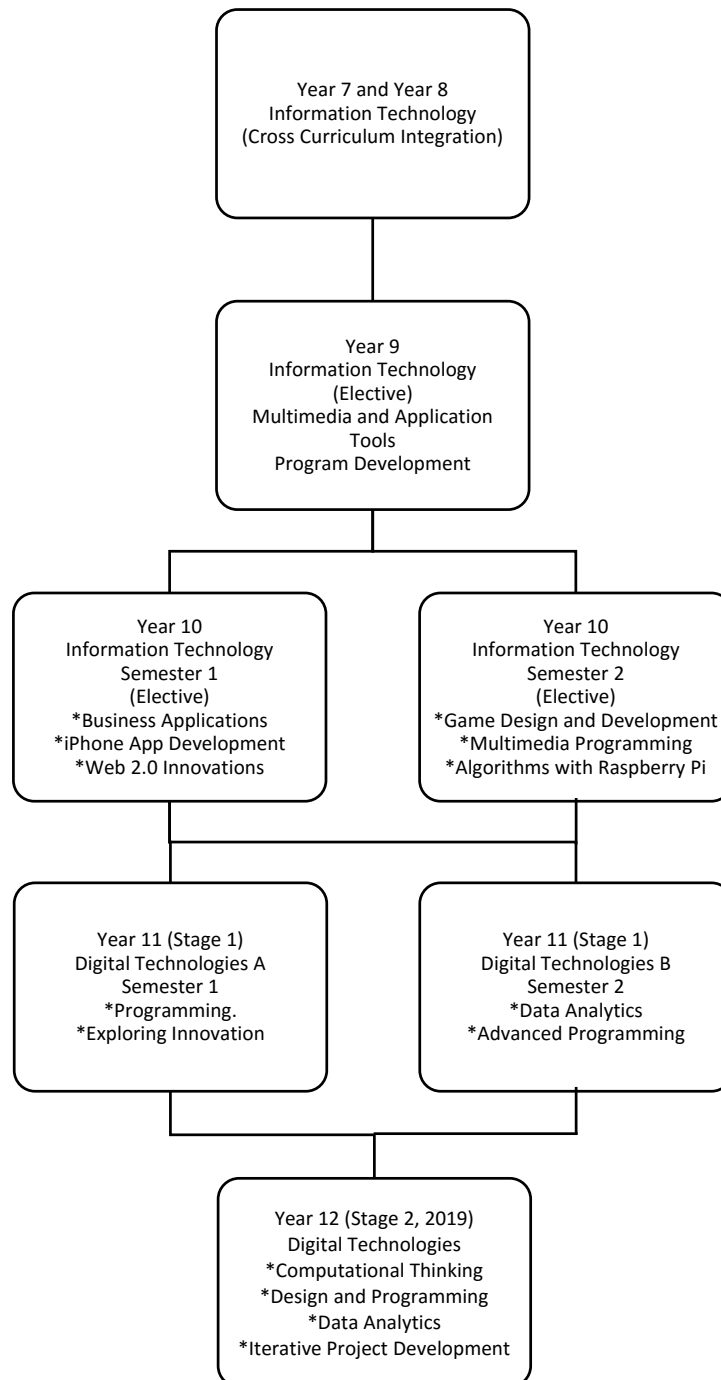 Year 7 and Year 8
Information Technology
(Cross Curriculum Integration)
Year 9
Information Technology
(Elective)
Multimedia and Application
Tools
Program Development
Year 10
Information Technology
Semester 1
(Elective)
*Business Applications
*iPhone App Development
*Web 2.0 Innovations
Year 10
Information Technology
Semester 2
(Elective)
*Game Design and Development
*Multimedia Programming
*Algorithms with Raspberry Pi
Year 11 (Stage 1)
Digital Technologies A
Semester 1
*Programming.
*Exploring Innovation
Year 11 (Stage 1)
Digital Technologies B
Semester 2
*Data Analytics
*Advanced Programming
Year 12 (Stage 2, 2019)
Digital Technologies
*Computational Thinking
*Design and Programming
*Data Analytics
*Iterative Project Development